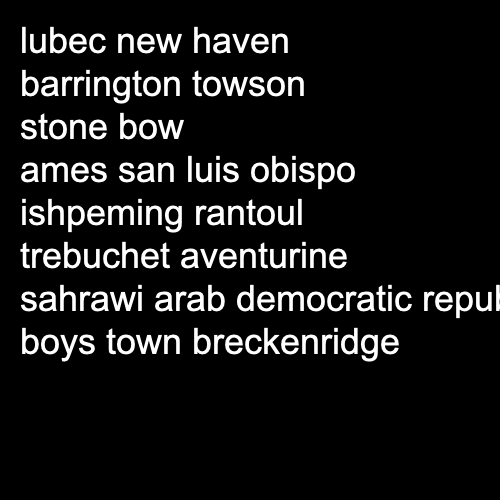 lubec new haven
barrington towson
stone bow
ames san luis obispo
ishpeming rantoul
trebuchet aventurine
sahrawi arab democratic
boys town breckenridge